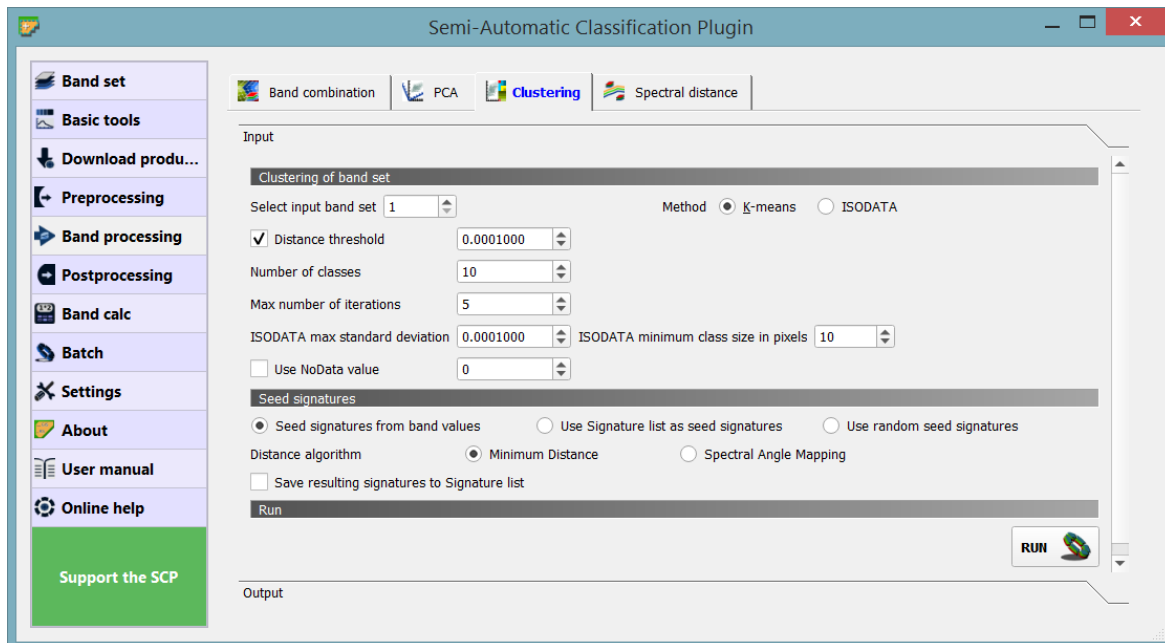 Semi-Automatic Classification Plugin
Band set
Basic tools
Download produ...
Preprocessing
Band processing
Postprocessing
Band calc
Batch
Settings
About
User manual
Online help
Support the SCP
Band combination PCA Clustering Spectral distance
Input
Clustering of band set
Select input band set 1 Method K-means ISODATA
Distance threshold 0.0001000
Number of classes 10
Max number of iterations 5
ISODATA max standard deviation 0.0001000 ISODATA minimum class size in pixels 10
Use NoData value 0
Seed signatures
Seed signatures from band values Use Signature list as seed signatures Use random seed signatures
Distance algorithm Minimum Distance Spectral Angle Mapping
Save resulting signatures to Signature list
Run
RUN
Output